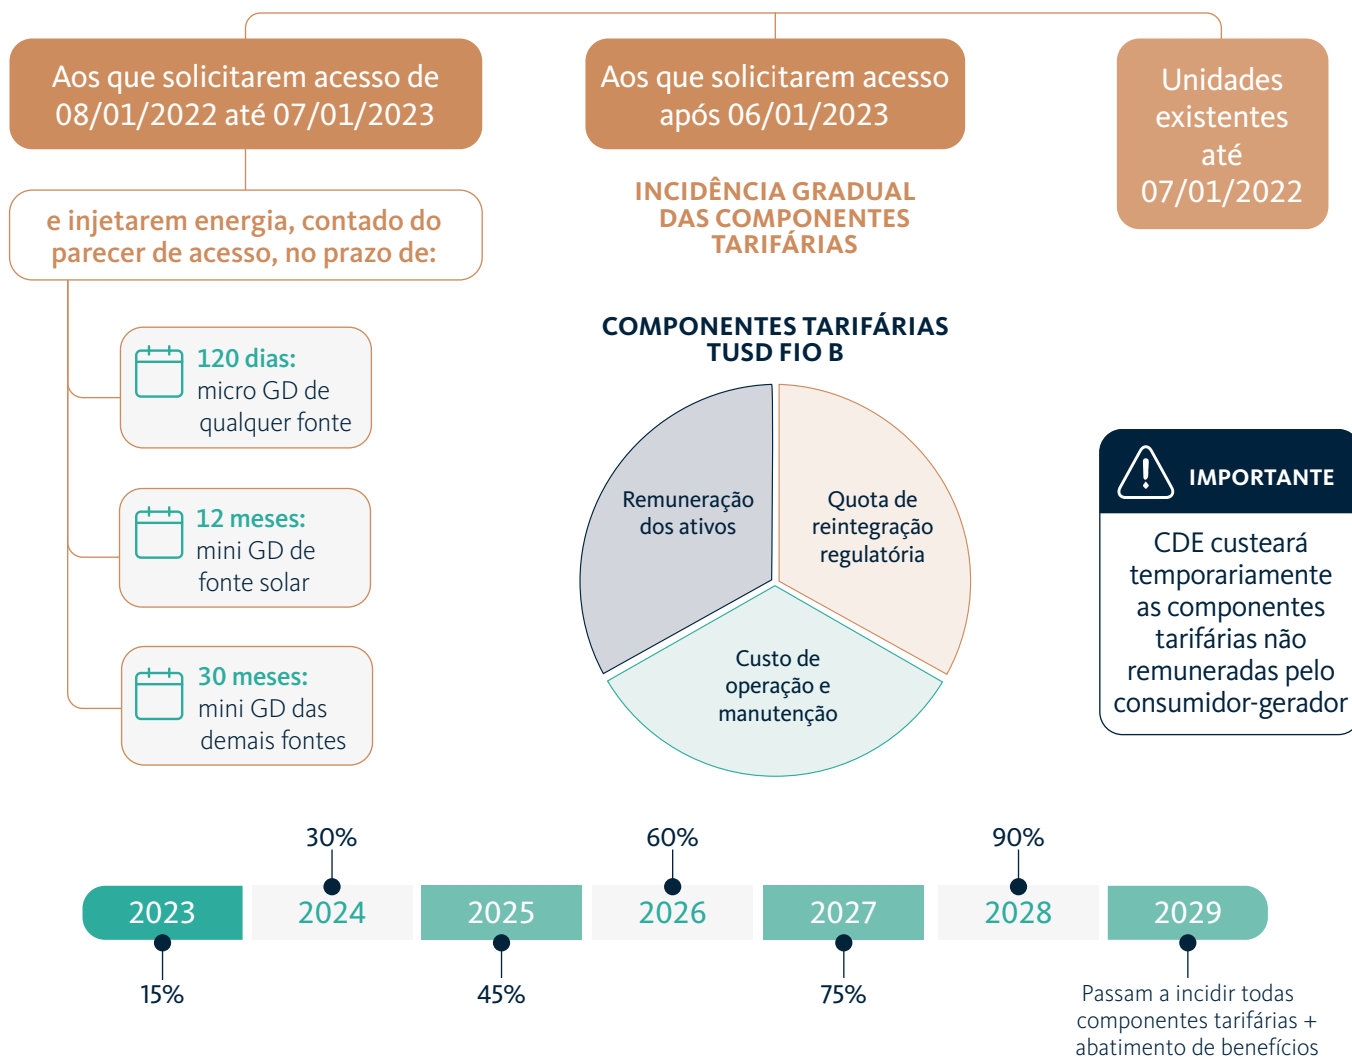 Aos que solicitarem acesso de
08/01/2022 até 07/01/2023
e injetarem energia, contado do
parecer de acesso, no prazo de:
120 dias:
micro GD de
qualquer fonte
12 meses:
mini GD de
fonte solar
30 meses:
mini GD das
demais fontes
Aos que solicitarem acesso
após 06/01/2023
INCIDÊNCIA GRADUAL
DAS COMPONENTES
TARIFÁRIAS
COMPONENTES TARIFÁRIAS
TUSD FIO B
Remuneração
dos ativos
Quota de
reintegração
regulatória
Custo de
operação e
manutenção
Unidades
existentes
até
07/01/2022
IMPORTANTE
CDE custeará
temporariamente
as componentes
tarifárias não
remuneradas pelo
consumidor-gerador
30%
60%
90%
2023
2024
2025
2026
2027
2028
2029
15%
45%
75%
Passam a incidir todas
componentes tarifárias +
abatimento de benefícios